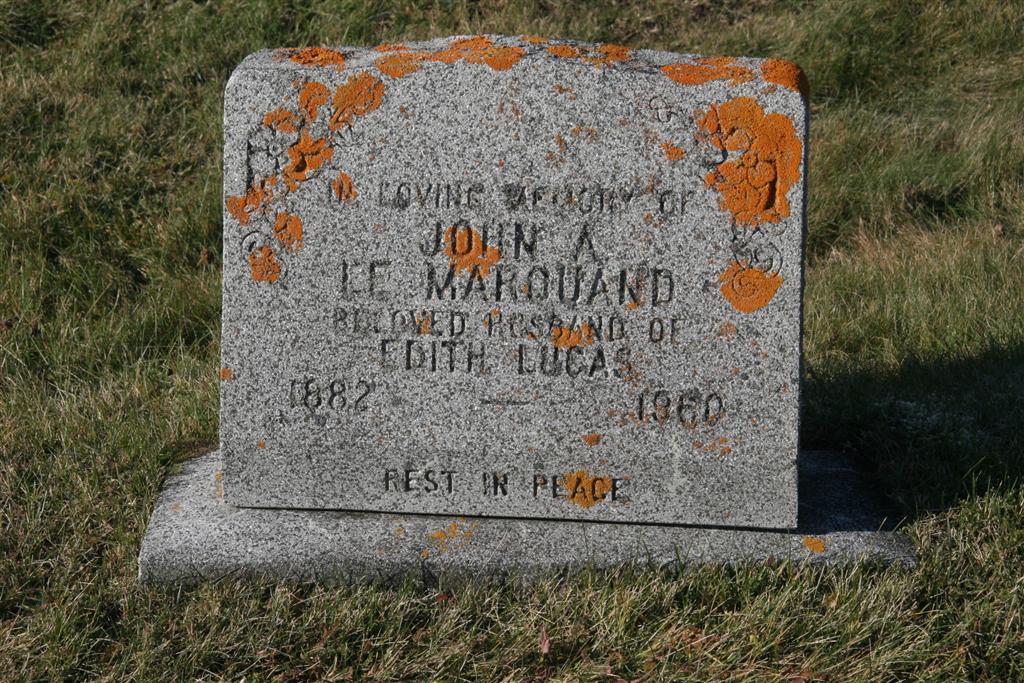 IN LOVING MEMORY OF
JOHN A
LE MARQUAND
BELOVED HUSBAND OF
EDITH LUCAS
1882 — 1960
REST IN PEACE